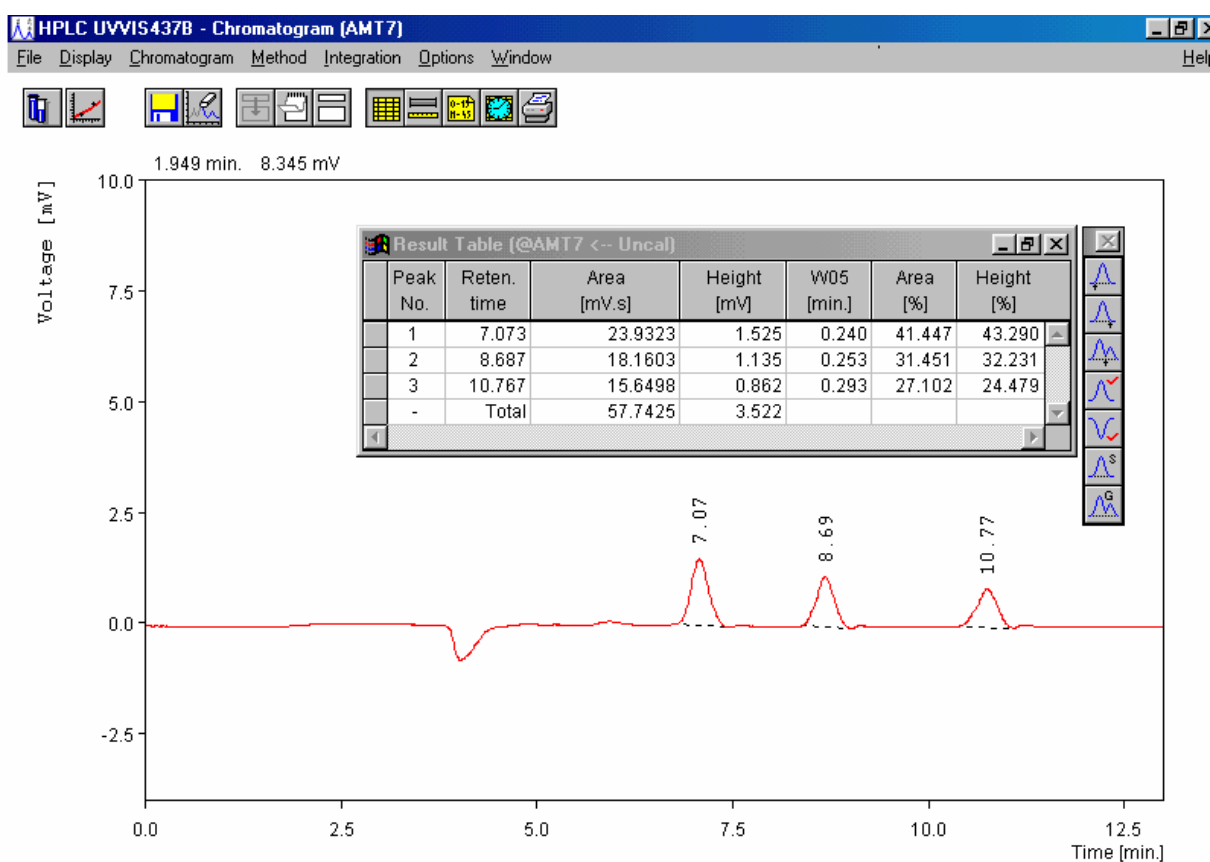 HPLC UVVIS437B - Chromatogram (AMT7)
File Display Chromatogram Method Integration Options Window Help
1.949 min. 8.345 mV
Voltage [mV]
10.0
7.5
5.0
2.5
0.0
-2.5
Result Table (@AMT7 <-- Uncal)
Peak No. Reten. time Area [mV.s] Height [mV] W05 [min.] Area [%] Height [%]
1 7.073 23.9323 1.525 0.240 41.447 43.290
2 8.687 18.1603 1.135 0.253 31.451 32.231
3 10.767 15.6498 0.862 0.293 27.102 24.479
- Total 57.7425 3.522
S
G
7.07
8.69
10.77
0.0 2.5 5.0 7.5 10.0 12.5
Time [min.]